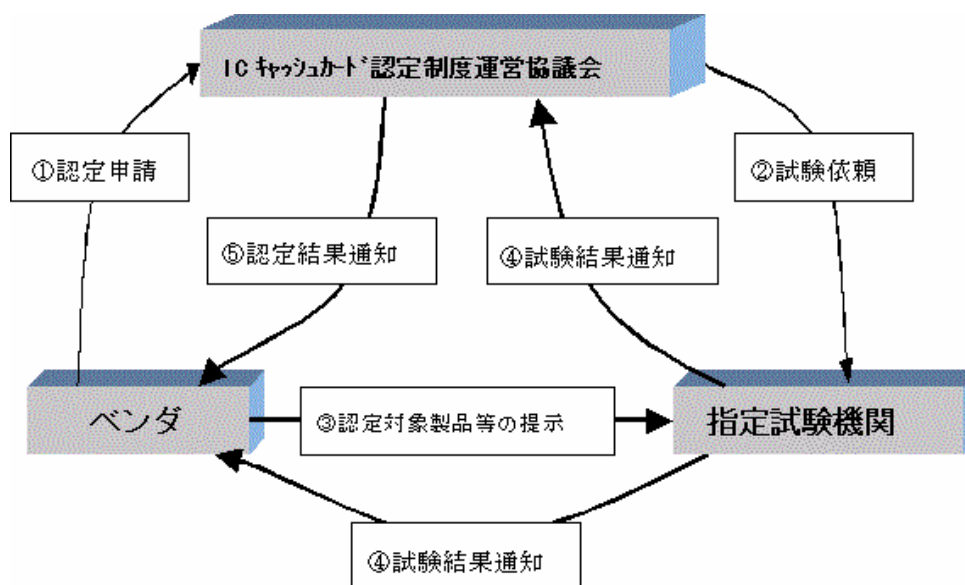 ICｷｬｯｼｭｶｰﾄﾞ認定制度運営協議会
①認定申請
②試験依頼
⑤認定結果通知
④試験結果通知
ベンダ
③認定対象製品等の提示
指定試験機関
④試験結果通知